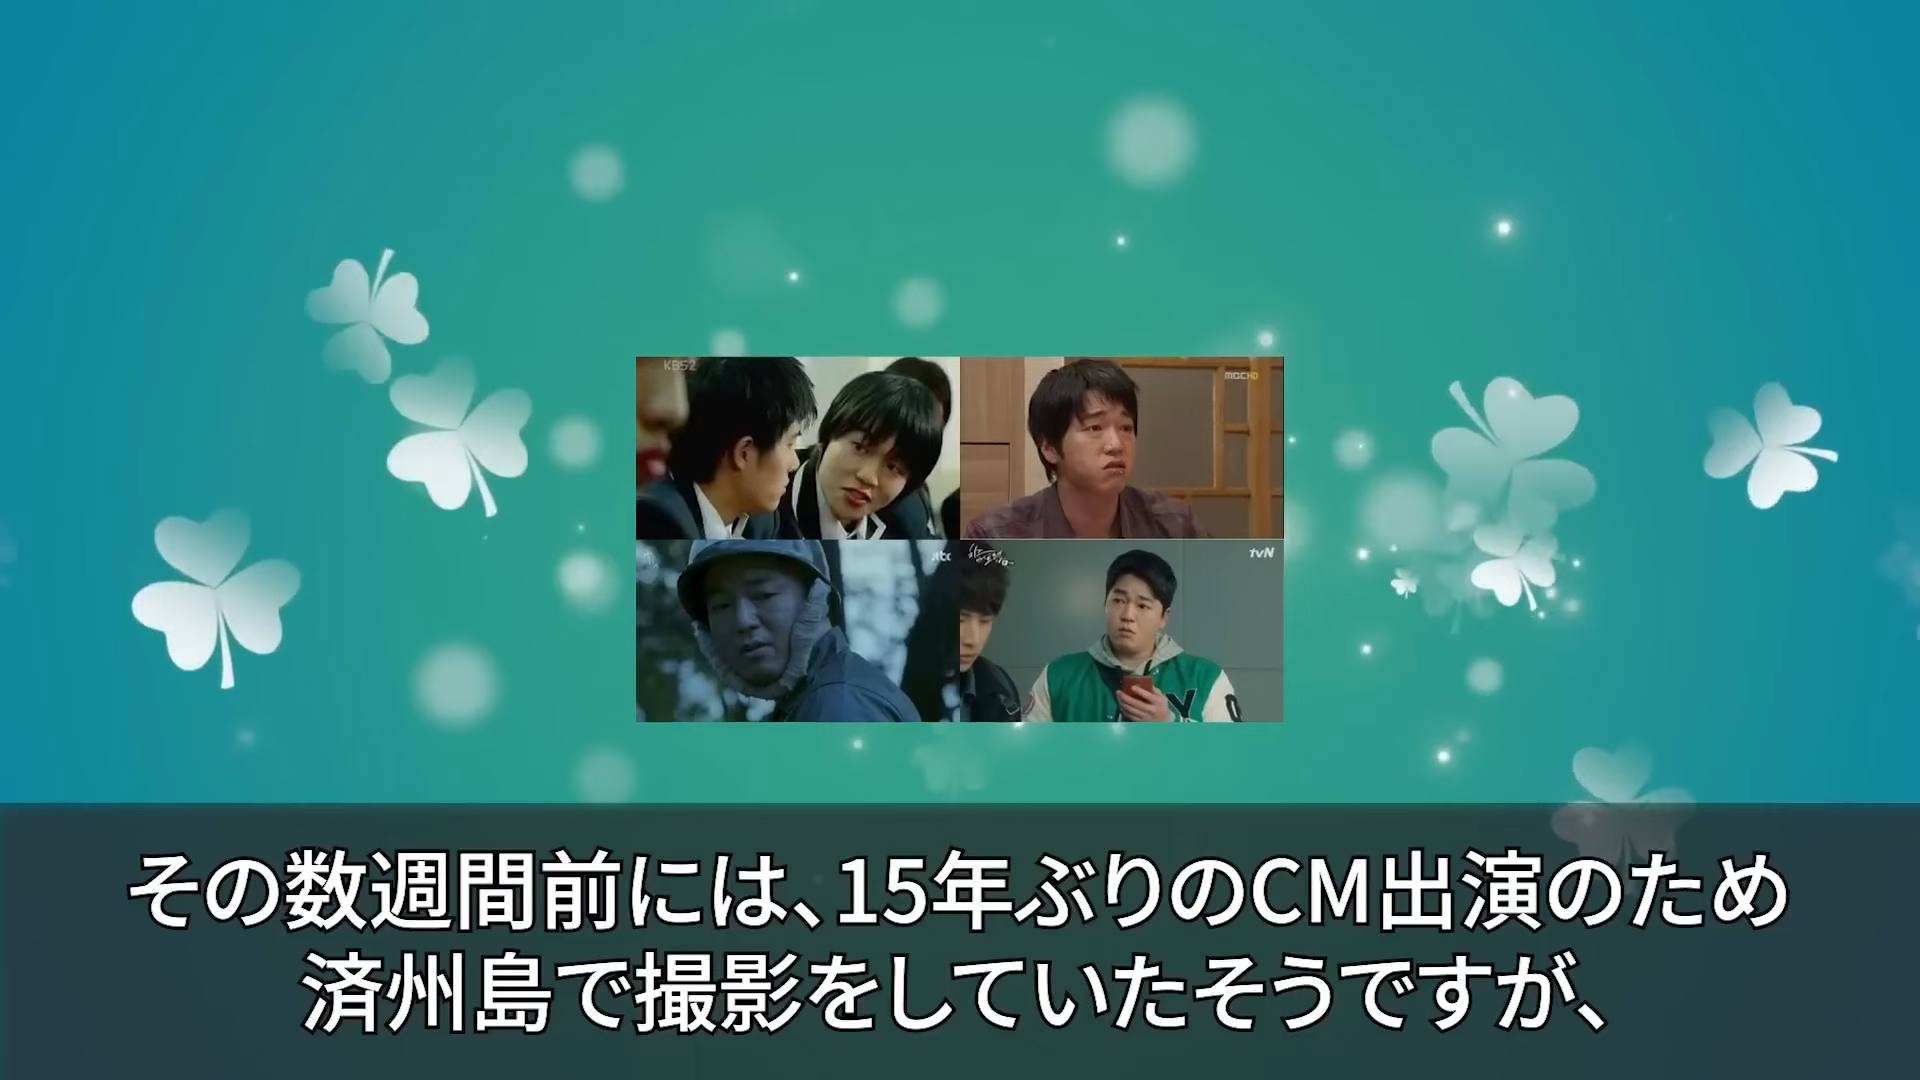 KBS2
MBCHD
jtbc
tvN
Y
その数週間前には、15年ぶりのCM出演のため
済州島で撮影をしていたそうですが、